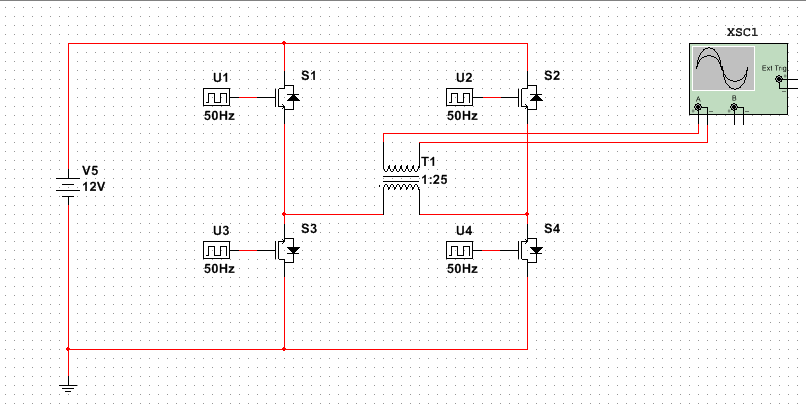 XSC1
Ext Trig
A
B
U1
S1
50Hz
U2
S2
50Hz
V5
12V
T1
1:25
U3
S3
50Hz
U4
S4
50Hz